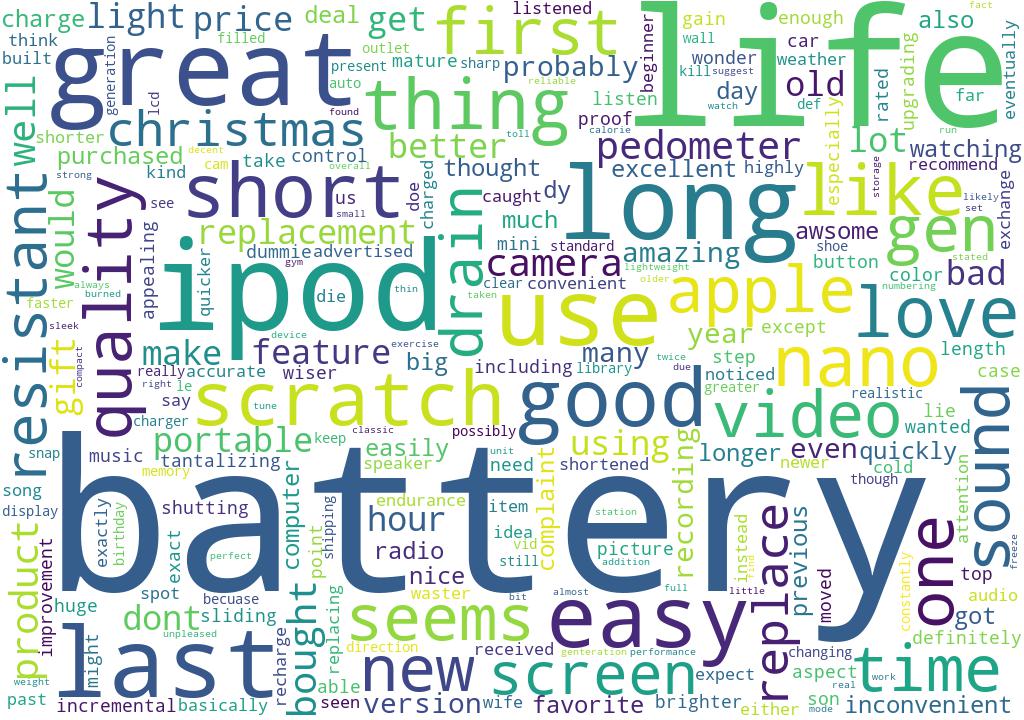 charge
light
price
deal
get
first
listened
life
gain
enough
also
fact
think
built
great
generation
filled
outlet
present
mature
sharp
probably
beginner
wall
wonder
car
weather
old
upgrading
far
eventually
lcd
auto
found
thing
reliable
listen
proof
kill
suggest
day
watch
def
rated
well
shorter
christmas
better
toll
calorie
pedometer
especially
lot
run
watching
purchased
decent
cam
take
control
overall
thought
excellent
highly
storage
recommend
strong
kind
short
us
small
doe
charged
caught
dy
long
like
likely
set
exchange
would
quality
see
replacement
much
awsome
gen
stated
resistant
appealing
ipod
quicker
dummie
advertised
gym
drain
mini
standard
amazing
shoe
button
camera
lightweight
color
bad
always
burned
faster
die
thin
clear
convenient
taken
use
older
apple
numbering
love
sleek
gift
compact
make
device
exercise
feature
big
many
year
except
step
noticed
nano
length
really
accurate
wiser
including
library
twice
due
greater
realistic
case
right
le
say
scratch
tune
good
video
lie
wanted
charger
classic
possibly
snap
portable
keep
easily
using
longer
even
quickly
sound
music
tantalizing
speaker
unit
need
shortened
newer
cold
song
memory
battery
computer
endurance
item
complaint
recording
though
attention
display
shutting
hour
station
idea
vid
product
exactly
birthday
exact
point
shipping
radio
still
picture
addition
instead
find
replace
previous
constantly
one
freeze
improvement
perfect
nice
spot
becuase
waster
bit
almost
full
little
moved
top
audio
huge
dont
sliding
bought
replacing
seems
easy
got
definitely
might
unpleased
last
recharge
direction
new
received
genteration
performance
screen
expect
changing
aspect
time
weight
real
work
past
incremental
basically
able
seen
version
wife
favorite
brighter
either
mode
son
inconvenient